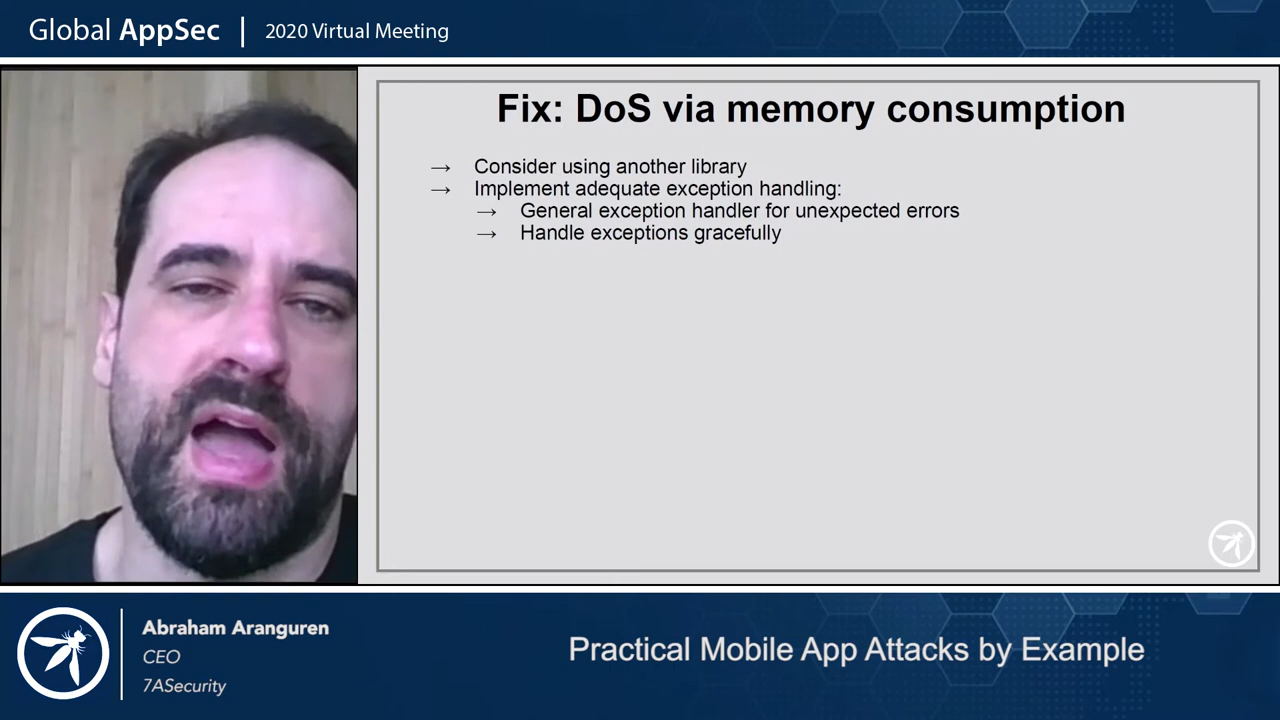 Global AppSec | 2020 Virtual Meeting
Fix: DoS via memory consumption
→ Consider using another library
→ Implement adequate exception handling:
→ General exception handler for unexpected errors
→ Handle exceptions gracefully
Abraham Aranguren
CEO
7ASecurity
Practical Mobile App Attacks by Example